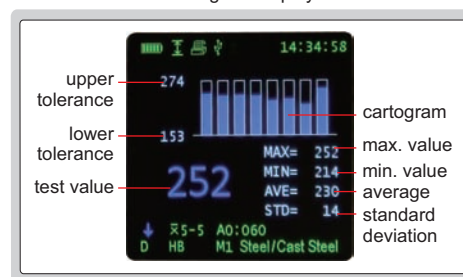 14:34:58
upper tolerance
274
cartogram
lower tolerance
153
MAX= 252
max. value
MIN= 214
min. value
test value
252
AVE= 230
average
STD= 14
standard deviation
x̅5-5 A0:060
D HB M1 Steel/Cast Steel